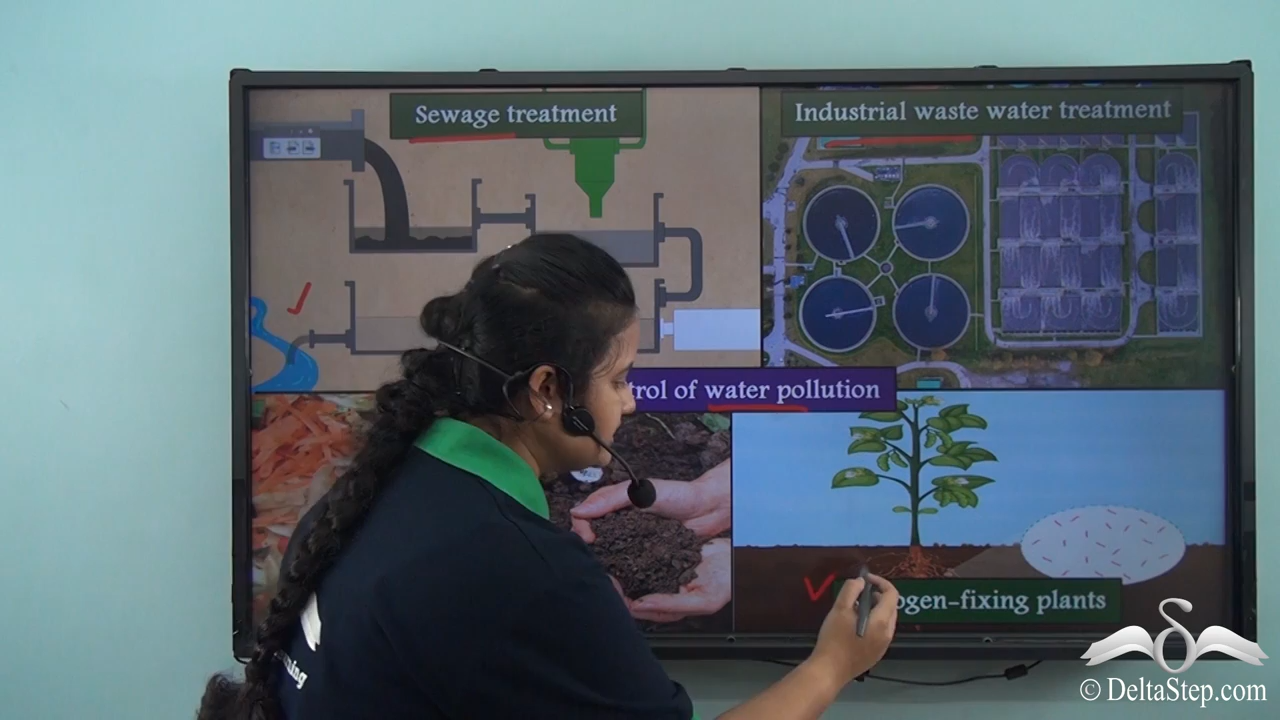 Sewage treatment
Industrial waste water treatment
trol of water pollution
ogen-fixing plants
© DeltaStep.com